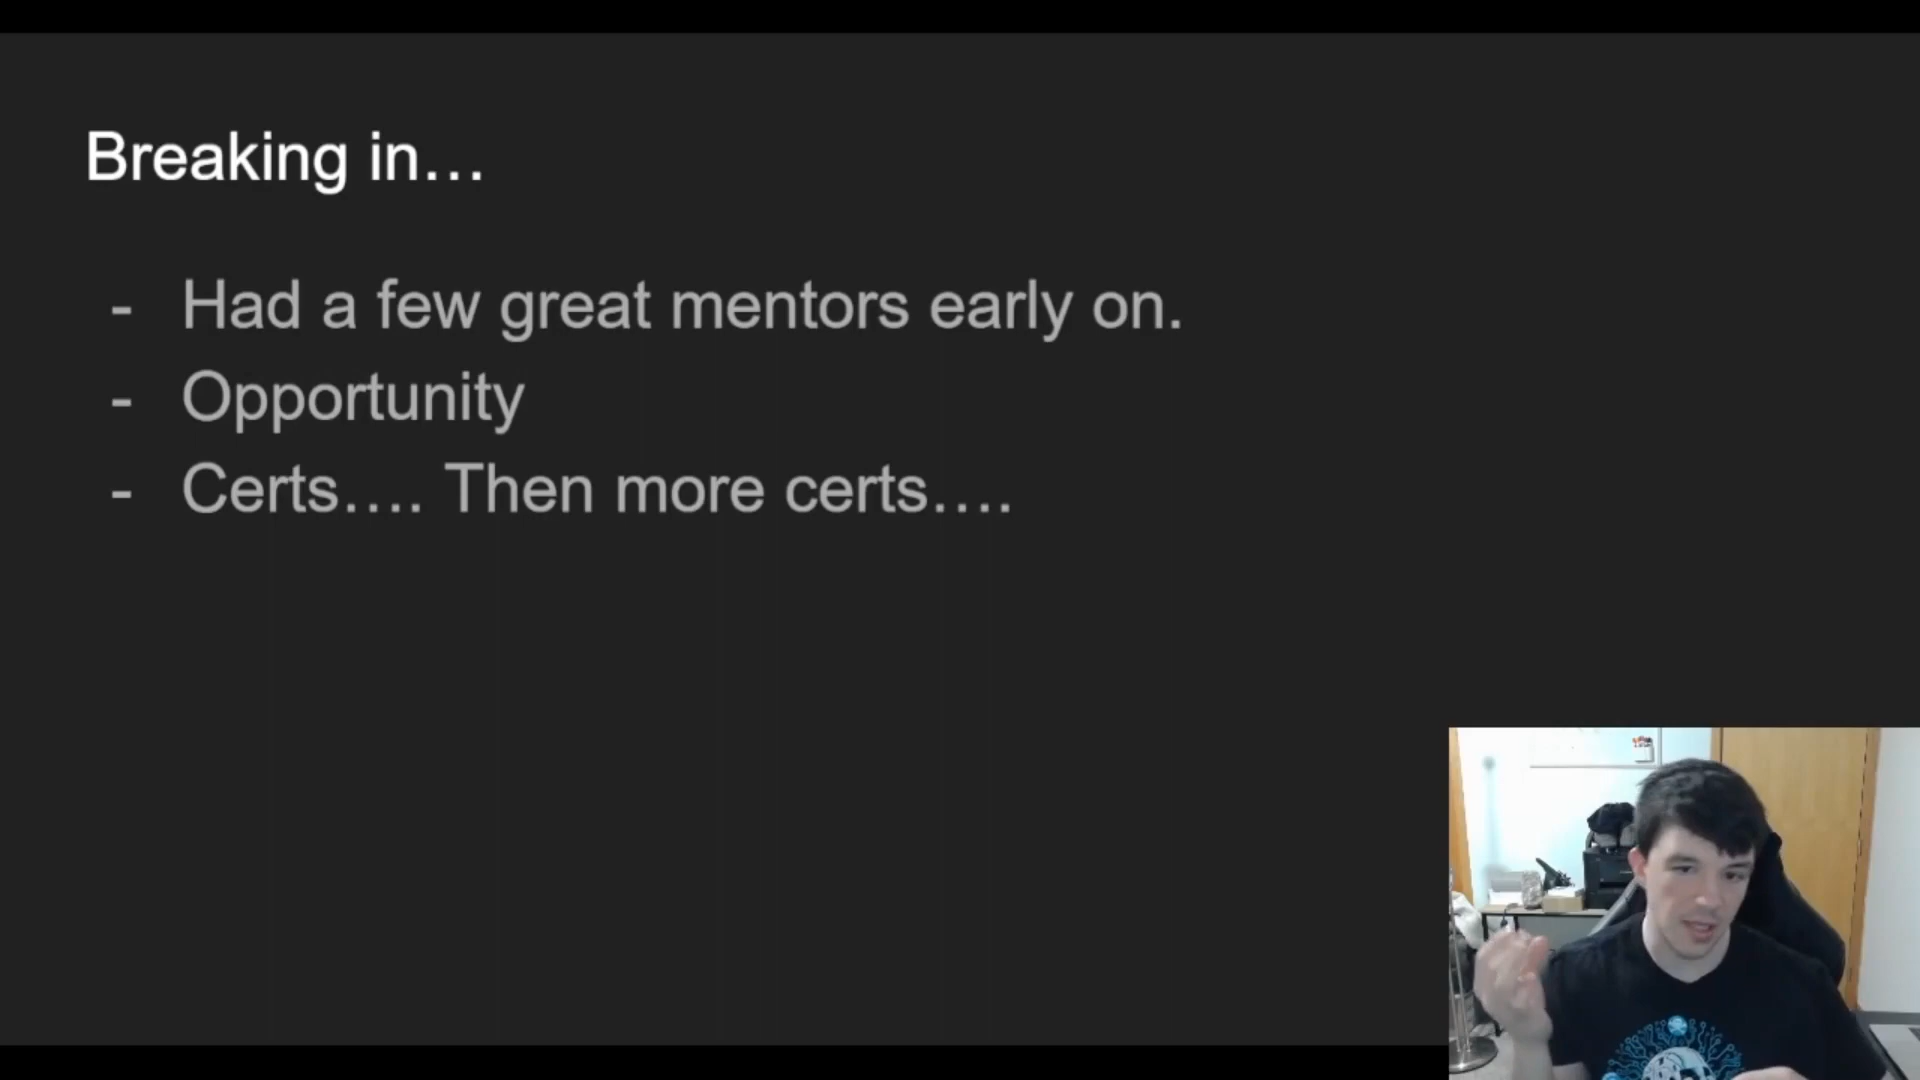 Breaking in…
- Had a few great mentors early on.
- Opportunity
- Certs…. Then more certs….